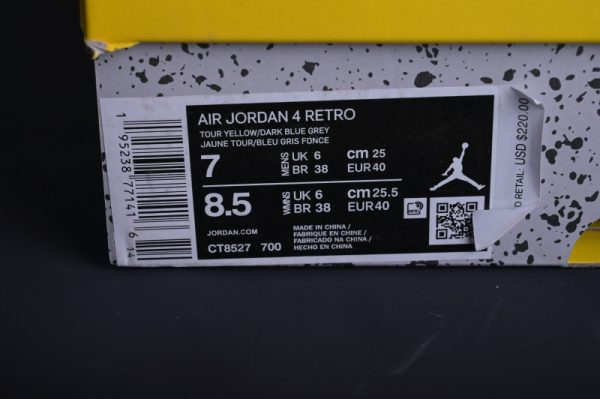 AIR JORDAN 4 RETRO
TOUR YELLOW/DARK BLUE GREY
JAUNE TOUR/BLEU GRIS FONCE
7 MENS UK 6 cm 25
BR 38 EUR 40
8.5 WMNS UK 6 cm 25.5
BR 38 EUR 40
JORDAN.COM
CT8527 700
MADE IN CHINA /
FABRIQUE EN CHINE /
FABRICADO NA CHINA /
HECHO EN CHINA
1 95238 77141 6
D RETAIL: USD $220.00